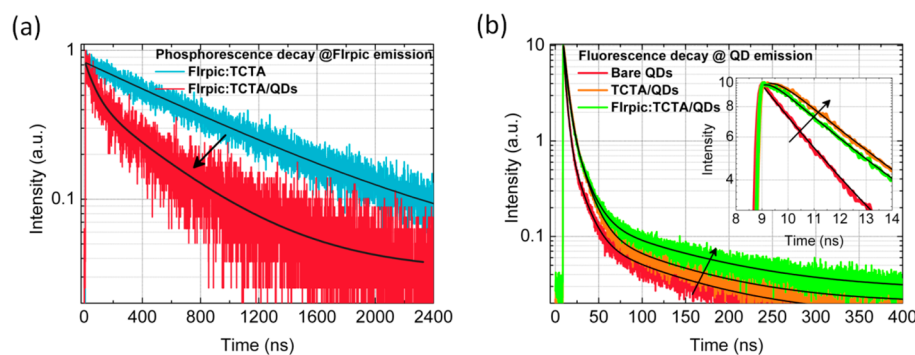 (a)
Phosphorescence decay @FIrpic emission
FIrpic:TCTA
FIrpic:TCTA/QDs
Intensity (a.u.)
1
0.1
0 400 800 1200 1600 2000 2400
Time (ns)
(b)
Fluorescence decay @ QD emission
Bare QDs
TCTA/QDs
FIrpic:TCTA/QDs
Intensity (a.u.)
10
1
0.1
0 50 100 150 200 250 300 350 400
Time (ns)
Intensity
10
8
6
4
8 9 10 11 12 13 14
Time (ns)